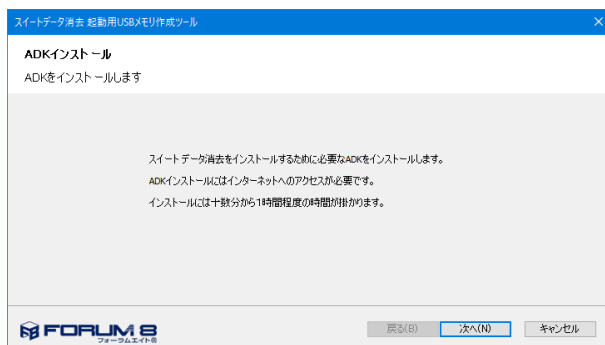 スイートデータ消去 起動用USBメモリ作成ツール
ADKインストール
ADKをインストールします
スイートデータ消去をインストールするために必要なADKをインストールします。
ADKインストールにはインターネットへのアクセスが必要です。
インストールには十数分から1時間程度の時間が掛かります。
FORUM 8
フォーラムエイト®
戻る(B) 次へ(N) キャンセル